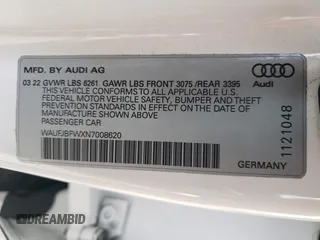 MFD. BY AUDI AG
03.22 GVWR LBS 6261 GAWR LBS FRONT 3075 /REAR 3395
THIS VEHICLE CONFORMS TO ALL APPLICABLE U.S.
FEDERAL MOTOR VEHICLE SAFETY, BUMPER AND THEFT
PREVENTION STANDARDS IN EFFECT ON THE DATE OF
MANUFACTURE SHOWN ABOVE.
PASSENGER CAR
WAUFJBFWXN7008620
Audi
1121048
GERMANY
DREAMBID